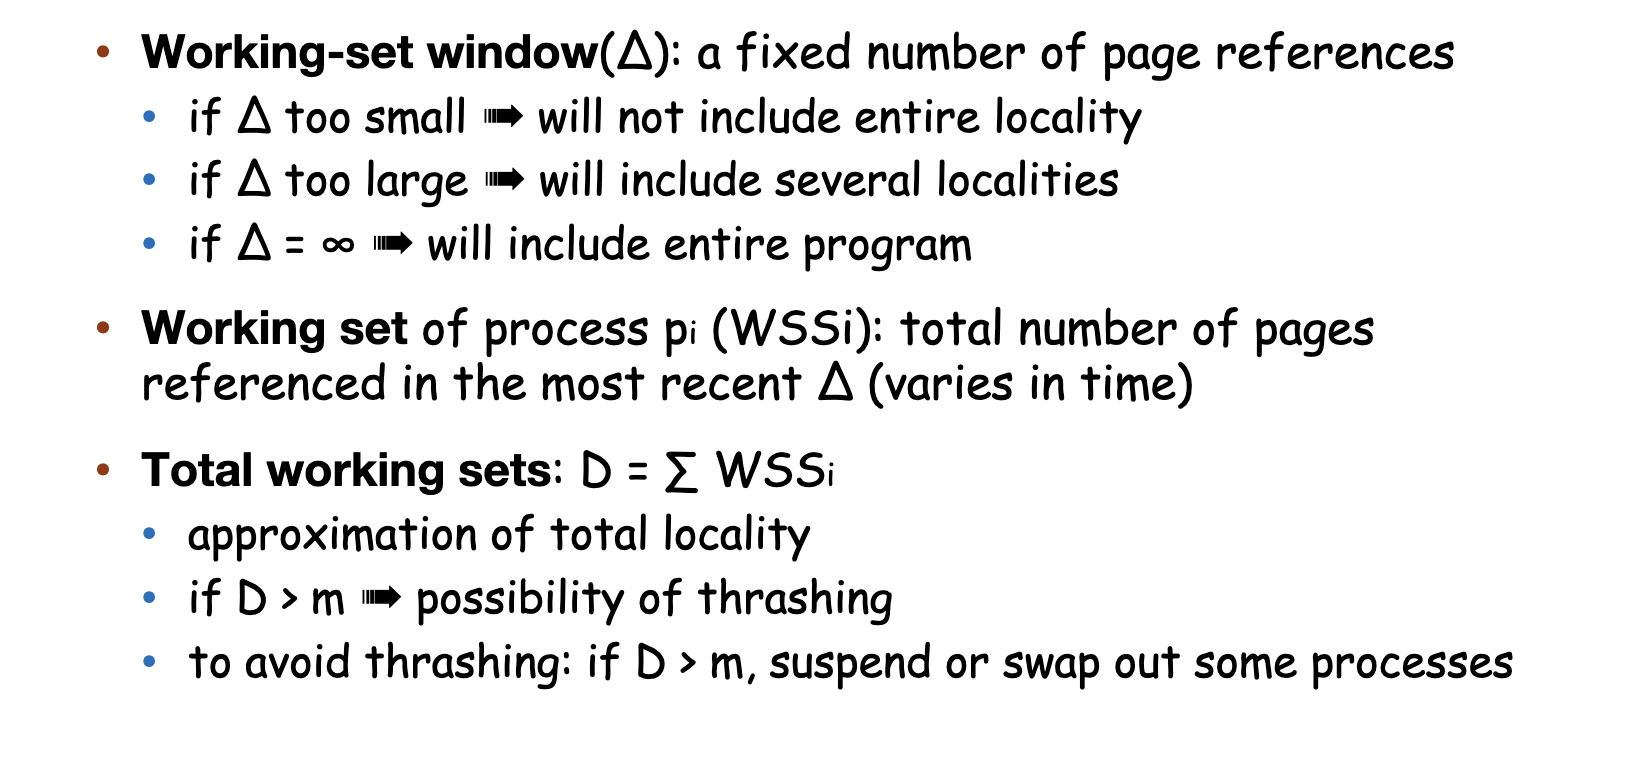 • Working-set window(Δ): a fixed number of page references
• if Δ too small ➠ will not include entire locality
• if Δ too large ➠ will include several localities
• if Δ = ∞ ➠ will include entire program
• Working set of process pi (WSSi): total number of pages
referenced in the most recent Δ (varies in time)
• Total working sets: D = ∑ WSSi
• approximation of total locality
• if D > m ➠ possibility of thrashing
• to avoid thrashing: if D > m, suspend or swap out some processes